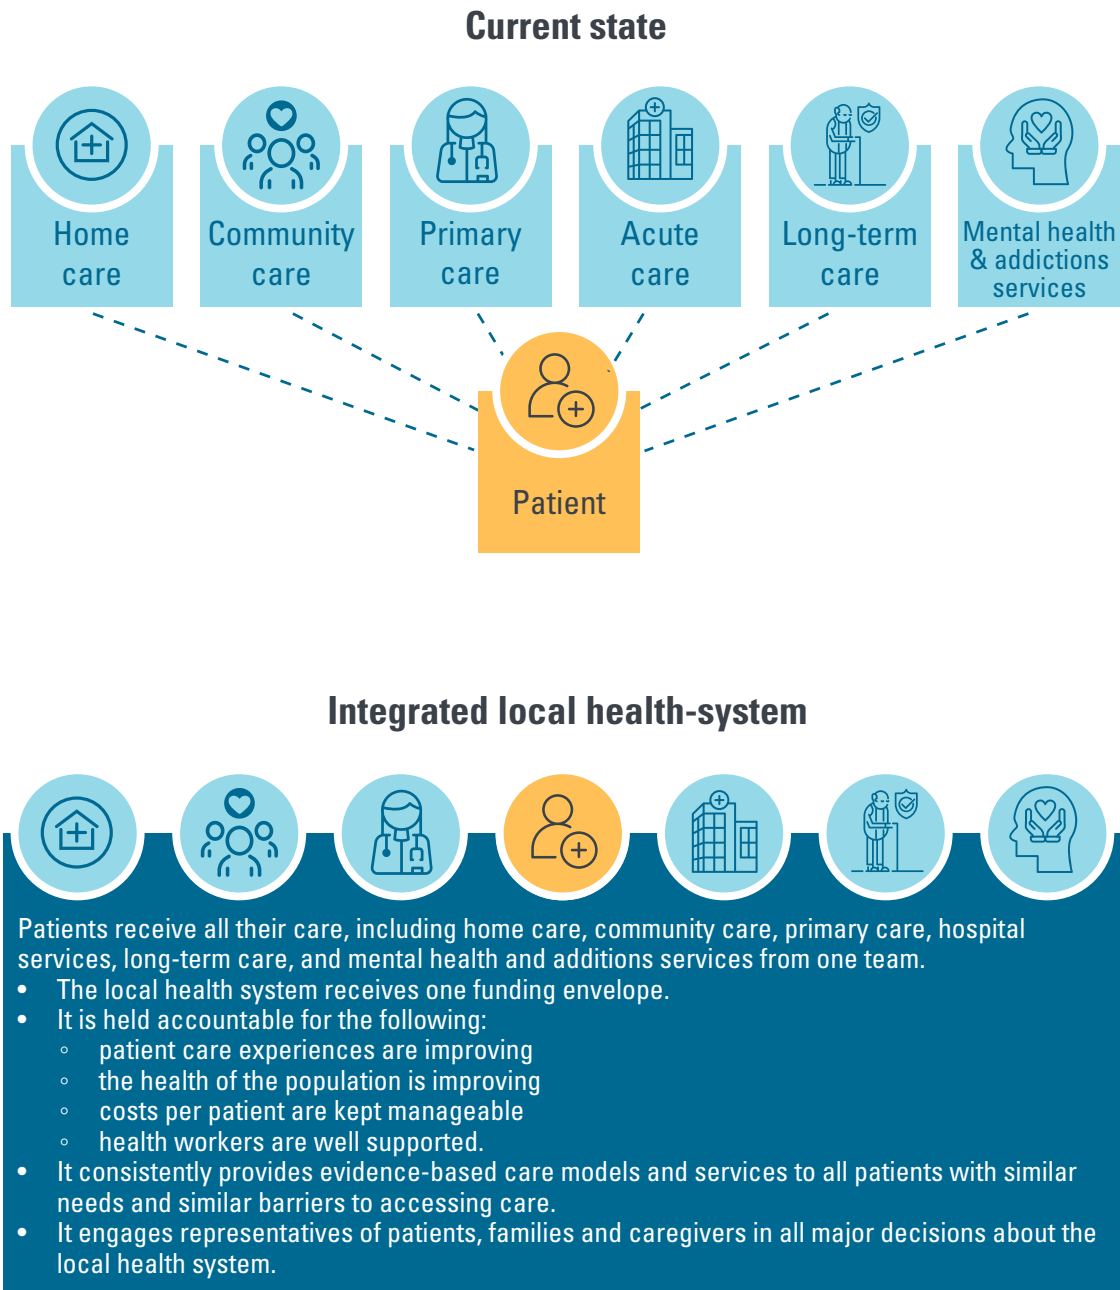 Current state
Home
care
Community
care
Primary
care
Acute
care
Long-term
care
Mental health
& addictions
services
Patient
Integrated local health-system
Patients receive all their care, including home care, community care, primary care, hospital
services, long-term care, and mental health and additions services from one team.
• The local health system receives one funding envelope.
• It is held accountable for the following:
◦ patient care experiences are improving
◦ the health of the population is improving
◦ costs per patient are kept manageable
◦ health workers are well supported.
• It consistently provides evidence-based care models and services to all patients with similar
needs and similar barriers to accessing care.
• It engages representatives of patients, families and caregivers in all major decisions about the
local health system.